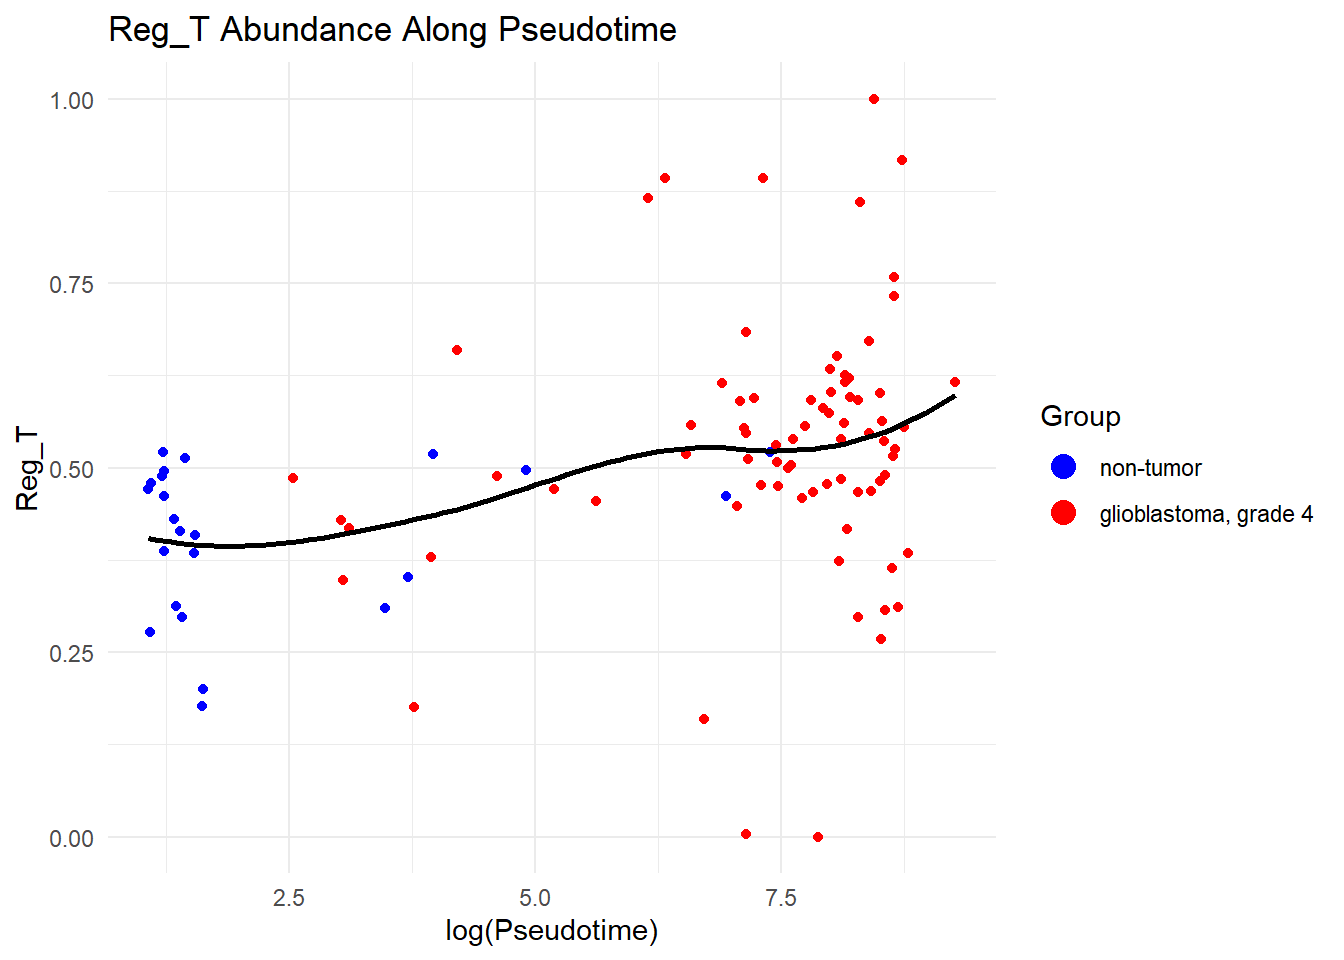 Reg_T Abundance Along Pseudotime
1.00
0.75
0.50
0.25
0.00
Reg_T
2.5 5.0 7.5
log(Pseudotime)
Group
non-tumor
glioblastoma, grade 4